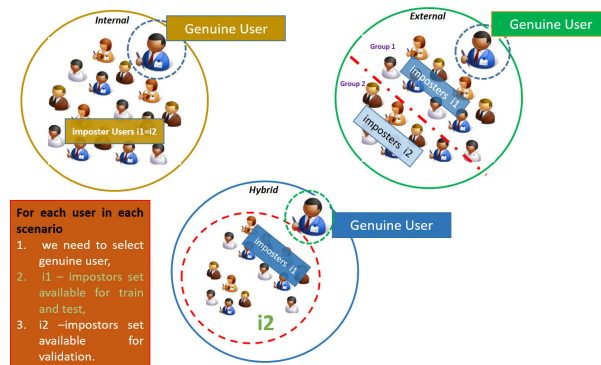 Internal
Genuine User
imposter Users i1=i2
External
Genuine User
Group 1
Group 2
imposters i1
imposters i2
Hybrid
Genuine User
imposters i1
i2
For each user in each
scenario
1. we need to select
genuine user,
2. i1 – impostors set
available for train
and test,
3. i2 –impostors set
available for
validation.